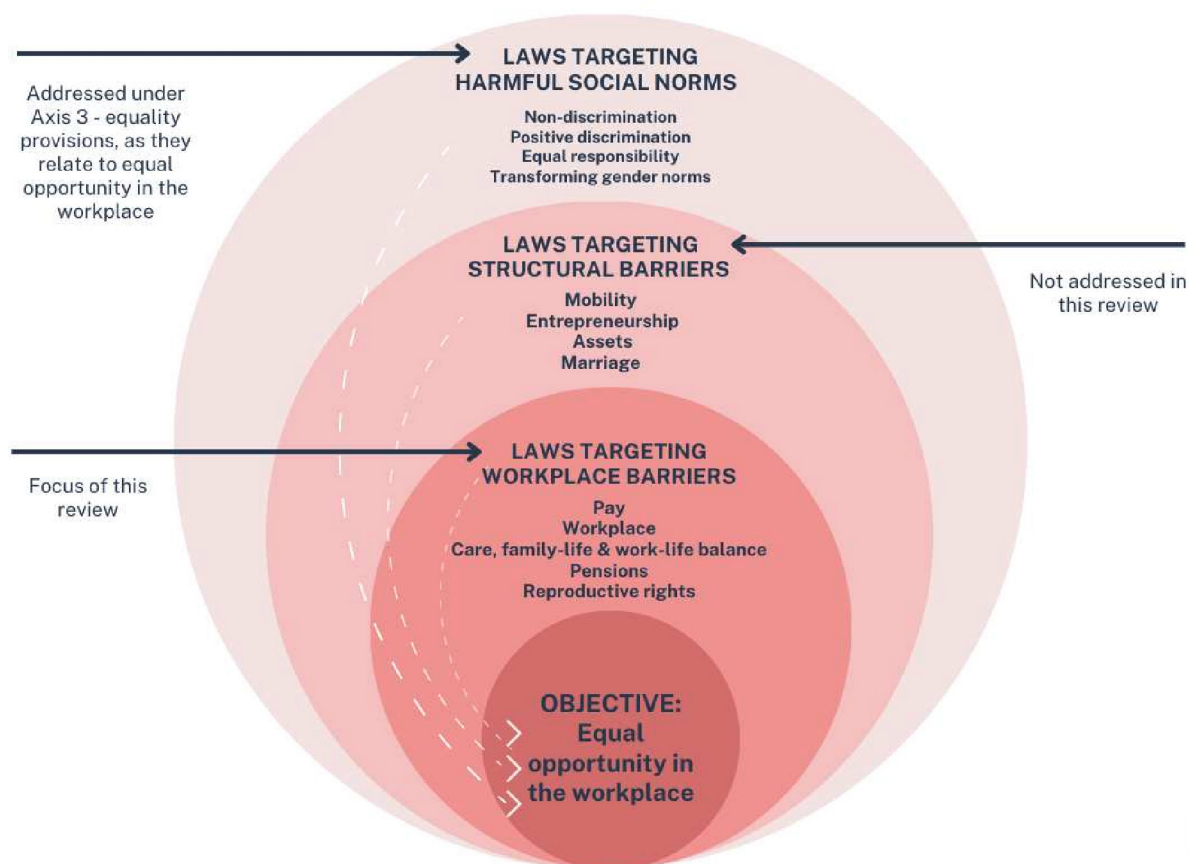 LAWS TARGETING
HARMFUL SOCIAL NORMS
Non-discrimination
Positive discrimination
Equal responsibility
Transforming gender norms
Addressed under
Axis 3 - equality
provisions, as they
relate to equal
opportunity in the
workplace
LAWS TARGETING
STRUCTURAL BARRIERS
Mobility
Entrepreneurship
Assets
Marriage
Not addressed in
this review
LAWS TARGETING
WORKPLACE BARRIERS
Pay
Workplace
Care, family-life & work-life balance
Pensions
Reproductive rights
Focus of this
review
OBJECTIVE:
Equal
opportunity in
the workplace